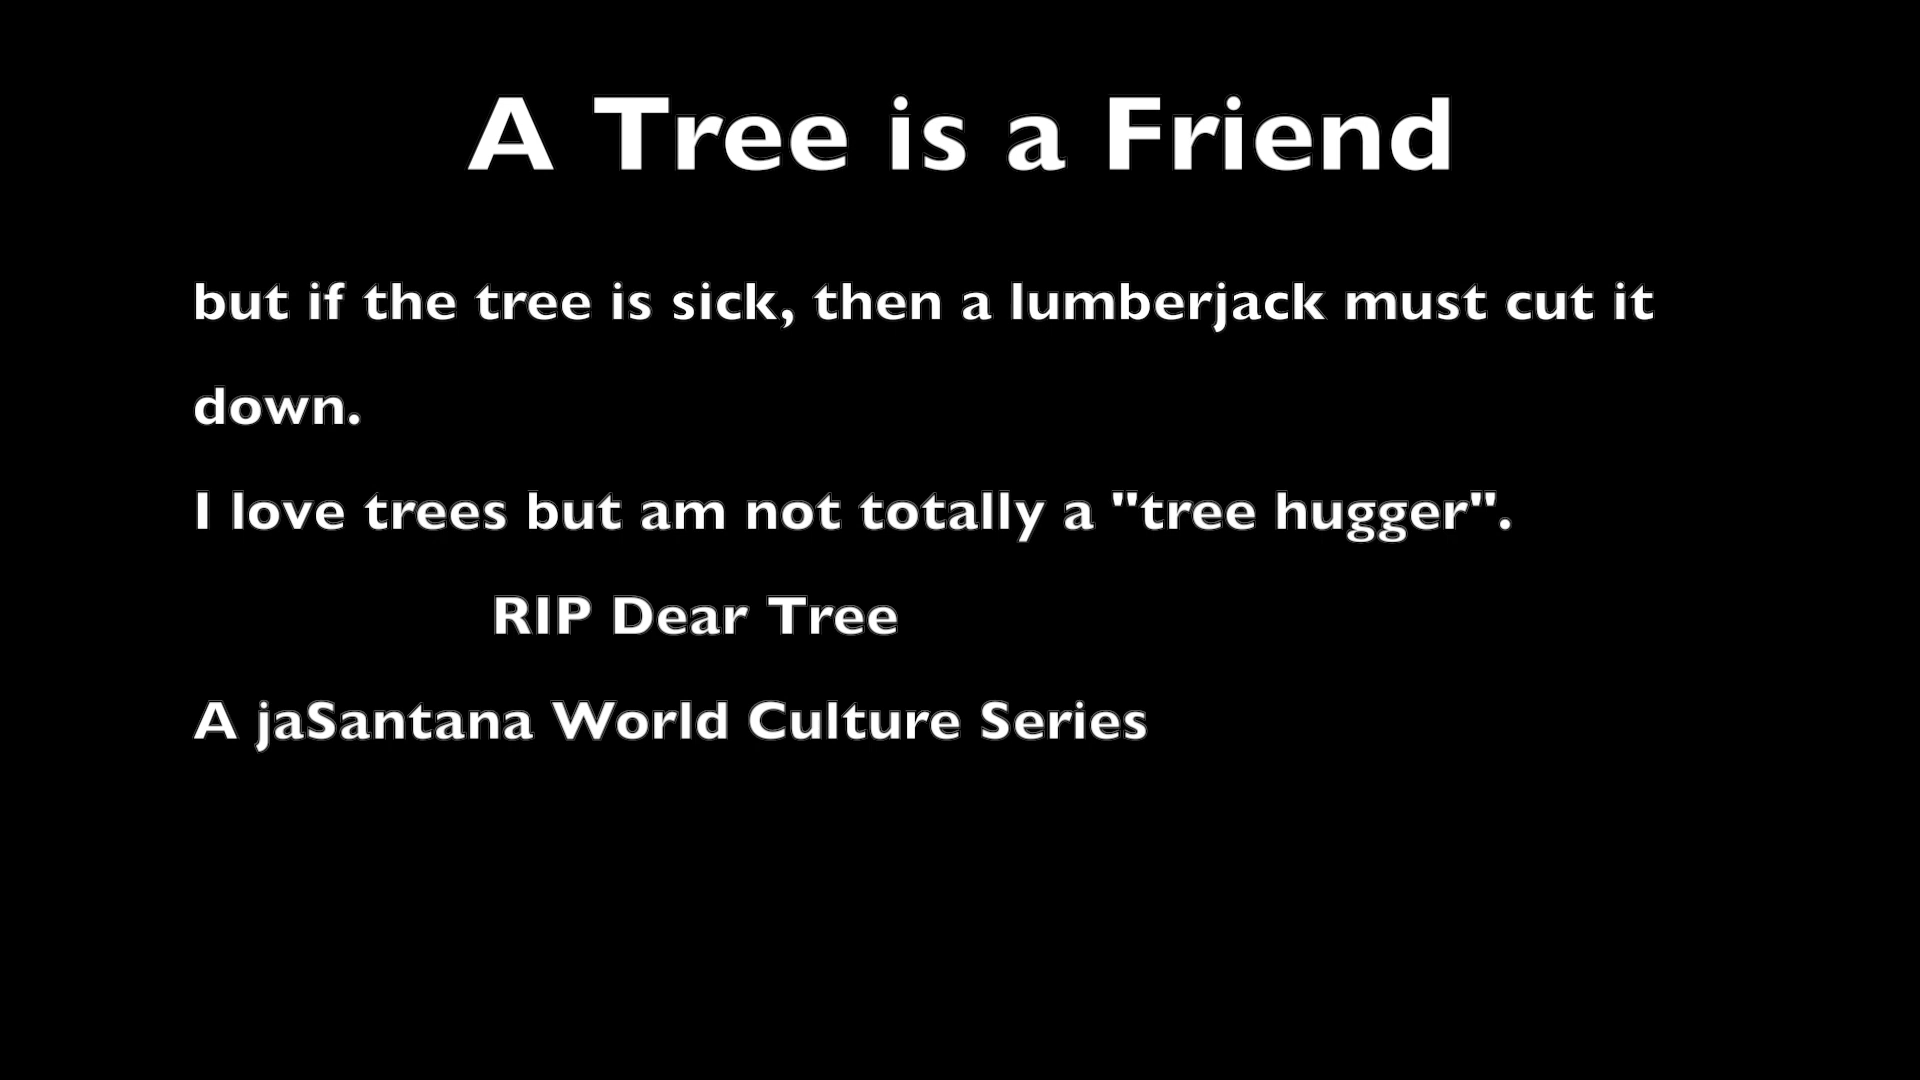 A Tree is a Friend
but if the tree is sick, then a lumberjack must cut it
down.
I love trees but am not totally a "tree hugger".
RIP Dear Tree
A jaSantana World Culture Series